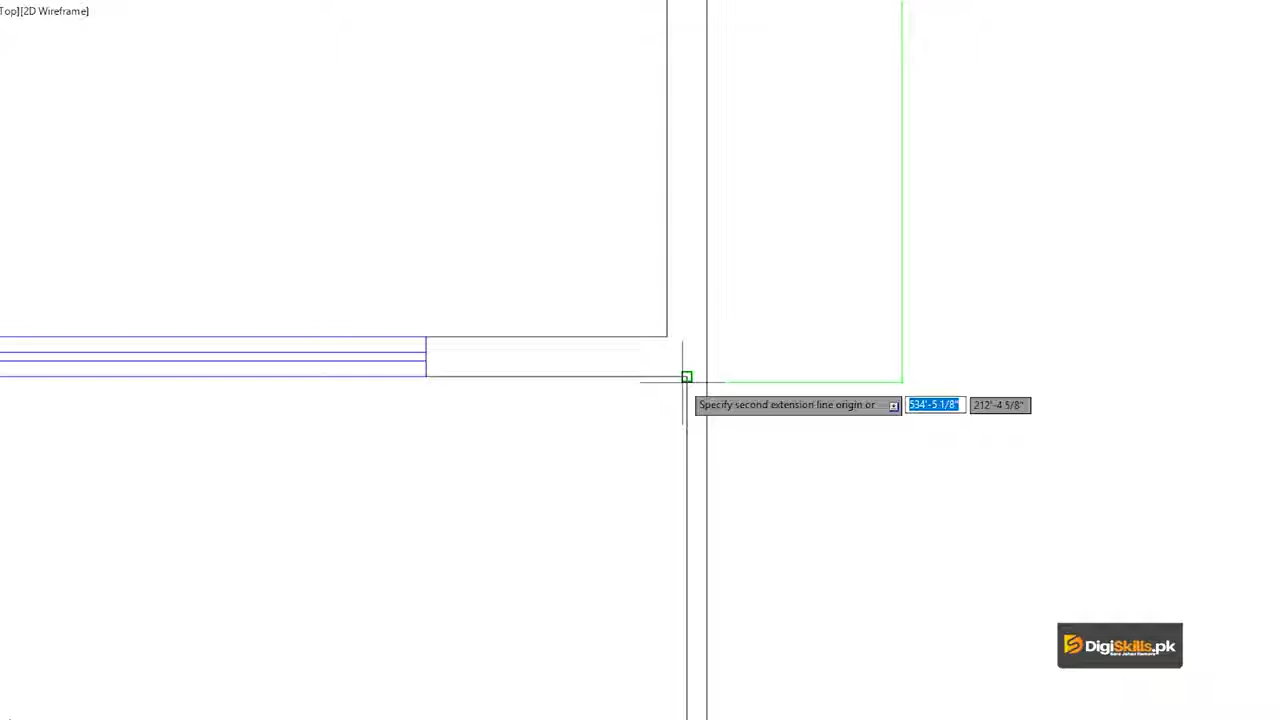 Top][2D Wireframe]
Specify second extension line origin or 534'-5 1/8" 212'-4 5/8"
DigiSkills.pk